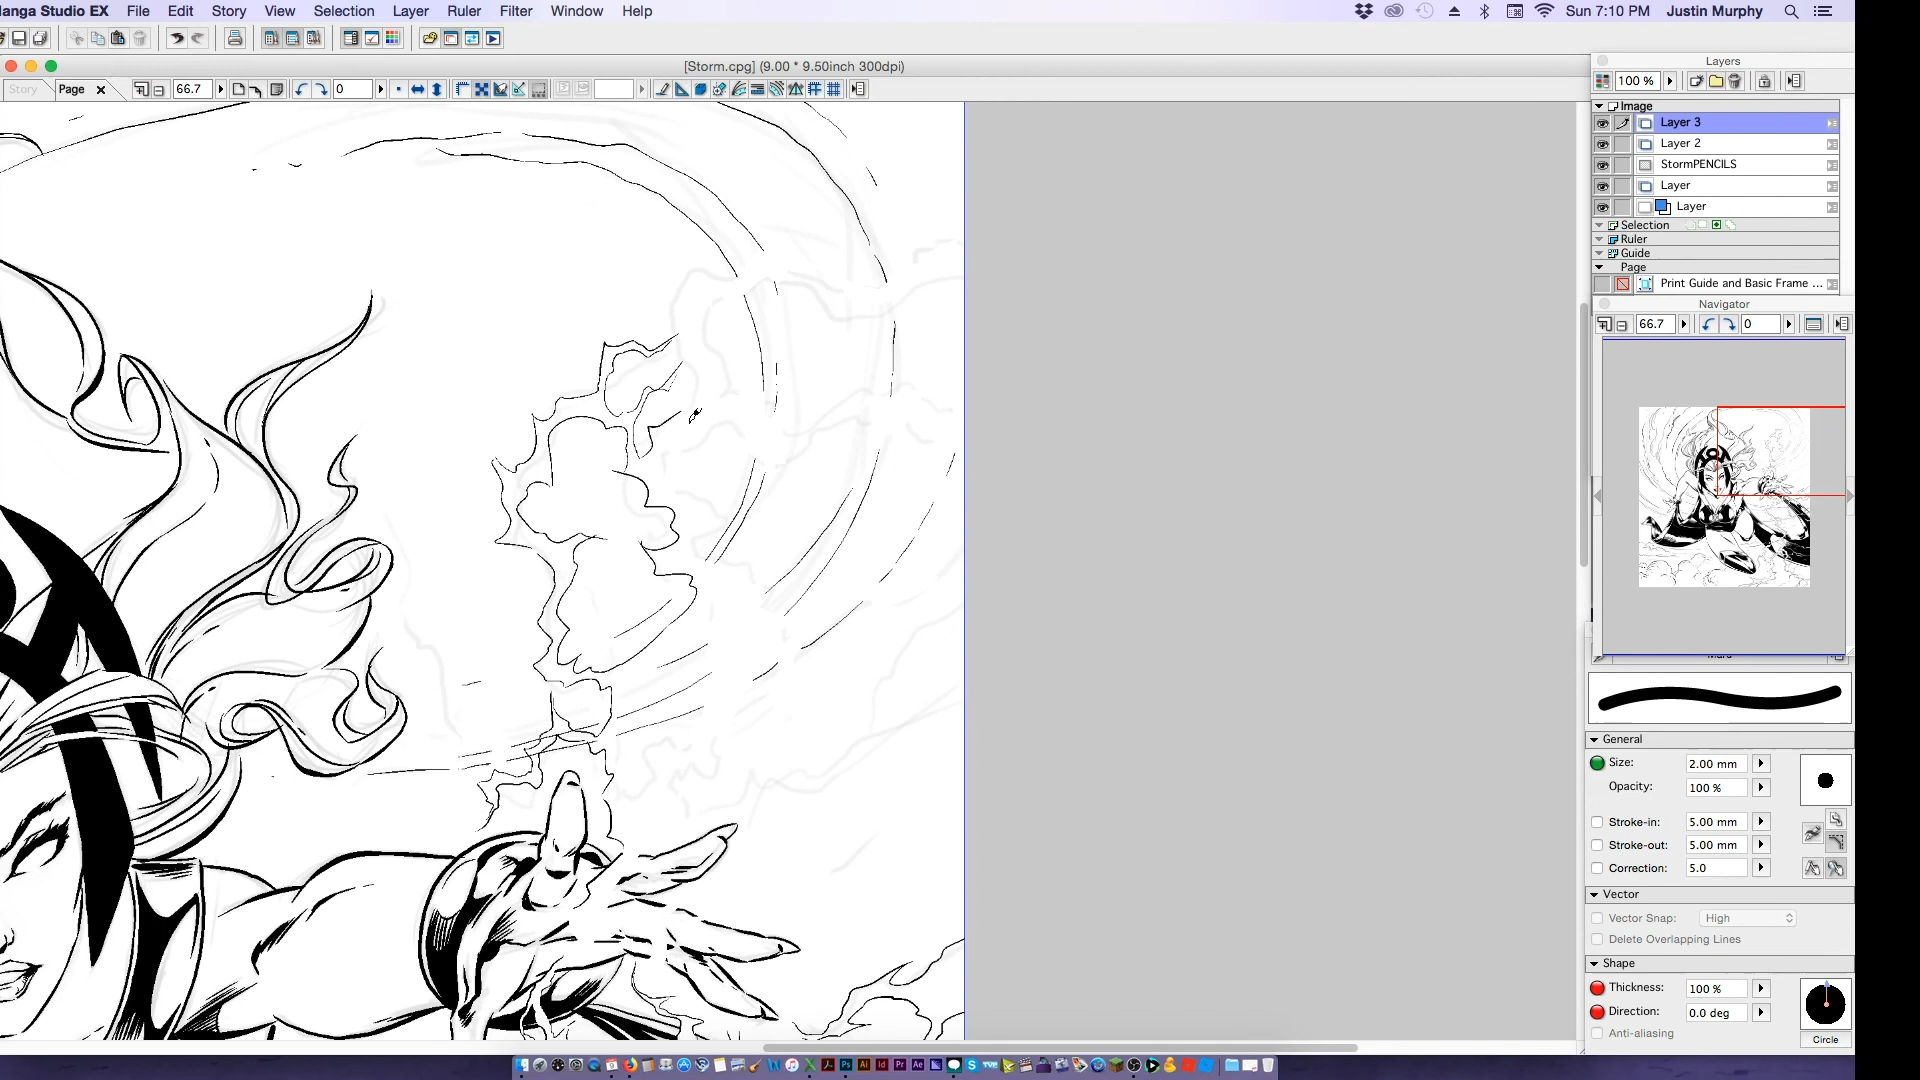 anga Studio EX File Edit Story View Selection Layer Ruler Filter Window Help Sun 7:10 PM Justin Murphy
[Storm.cpg] (9.00 * 9.50inch 300dpi)
Story Page 66.7 0
Layers
100 %
Image
Layer 3
Layer 2
StormPENCILS
Layer
Layer
Selection
Ruler
Guide
Page
Print Guide and Basic Frame ...
Navigator
66.7 0
General
Size: 2.00 mm
Opacity: 100 %
Stroke-in: 5.00 mm
Stroke-out: 5.00 mm
Correction: 5.0
Vector
Vector Snap: High
Delete Overlapping Lines
Shape
Thickness: 100 %
Direction: 0.0 deg
Anti-aliasing
Circle